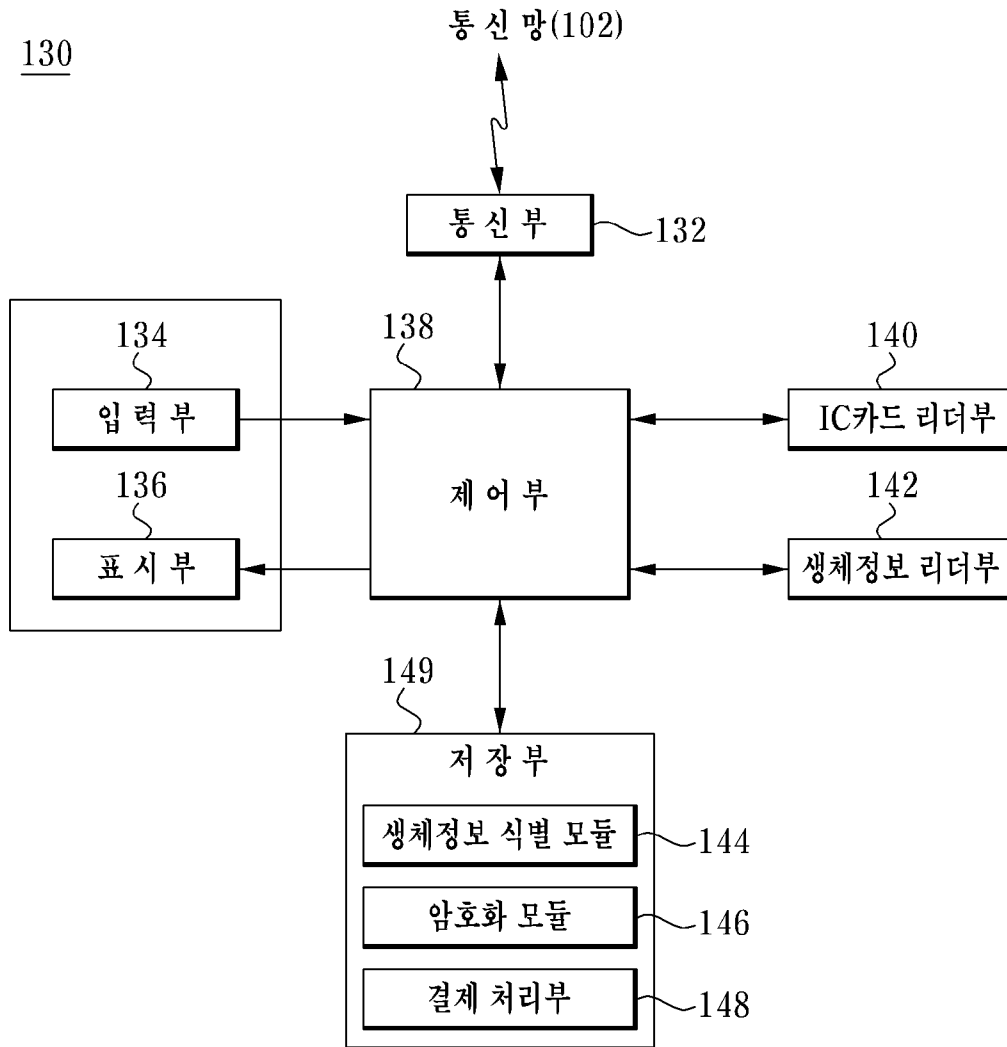 통신망(102)
130
통신부
132
134
138
140
입력부
IC카드 리더부
제어부
136
142
표시부
생체정보 리더부
149
저장부
생체정보 식별 모듈
144
암호화 모듈
146
결제 처리부
148